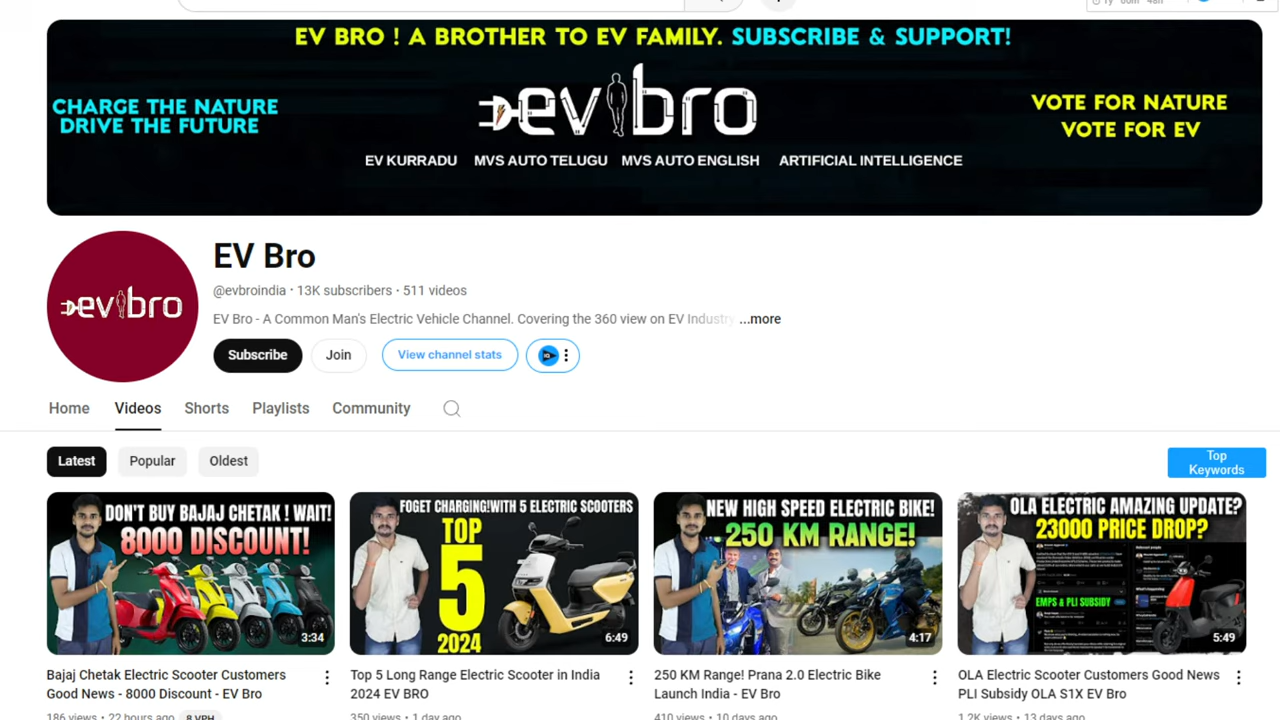 EV BRO ! A BROTHER TO EV FAMILY. SUBSCRIBE & SUPPORT!
CHARGE THE NATURE
DRIVE THE FUTURE
evbro
VOTE FOR NATURE
VOTE FOR EV
EV KURRADU MVS AUTO TELUGU MVS AUTO ENGLISH ARTIFICIAL INTELLIGENCE
evbro
EV Bro
@evbroindia • 13K subscribers • 511 videos
EV Bro - A Common Man's Electric Vehicle Channel. Covering the 360 view on EV Industry ...more
Subscribe Join View channel stats
Home Videos Shorts Playlists Community
Latest Popular Oldest
Top
Keywords
DON'T BUY BAJAJ CHETAK ! WAIT!
8000 DISCOUNT!
3:34
FOGET CHARGING!WITH 5 ELECTRIC SCOOTERS
TOP
5
2024
6:49
NEW HIGH SPEED ELECTRIC BIKE!
250 KM RANGE!
4:17
OLA ELECTRIC AMAZING UPDATE?
23000 PRICE DROP?
EMPS & PLI SUBSIDY
5:49
Bajaj Chetak Electric Scooter Customers
Good News - 8000 Discount - EV Bro
186 views • 22 hours ago 8 VPH
Top 5 Long Range Electric Scooter in India
2024 EV BRO
350 views • 1 day ago
250 KM Range! Prana 2.0 Electric Bike
Launch India - EV Bro
410 views • 10 days ago
OLA Electric Scooter Customers Good News
PLI Subsidy OLA S1X EV Bro
1.2K views • 13 days ago